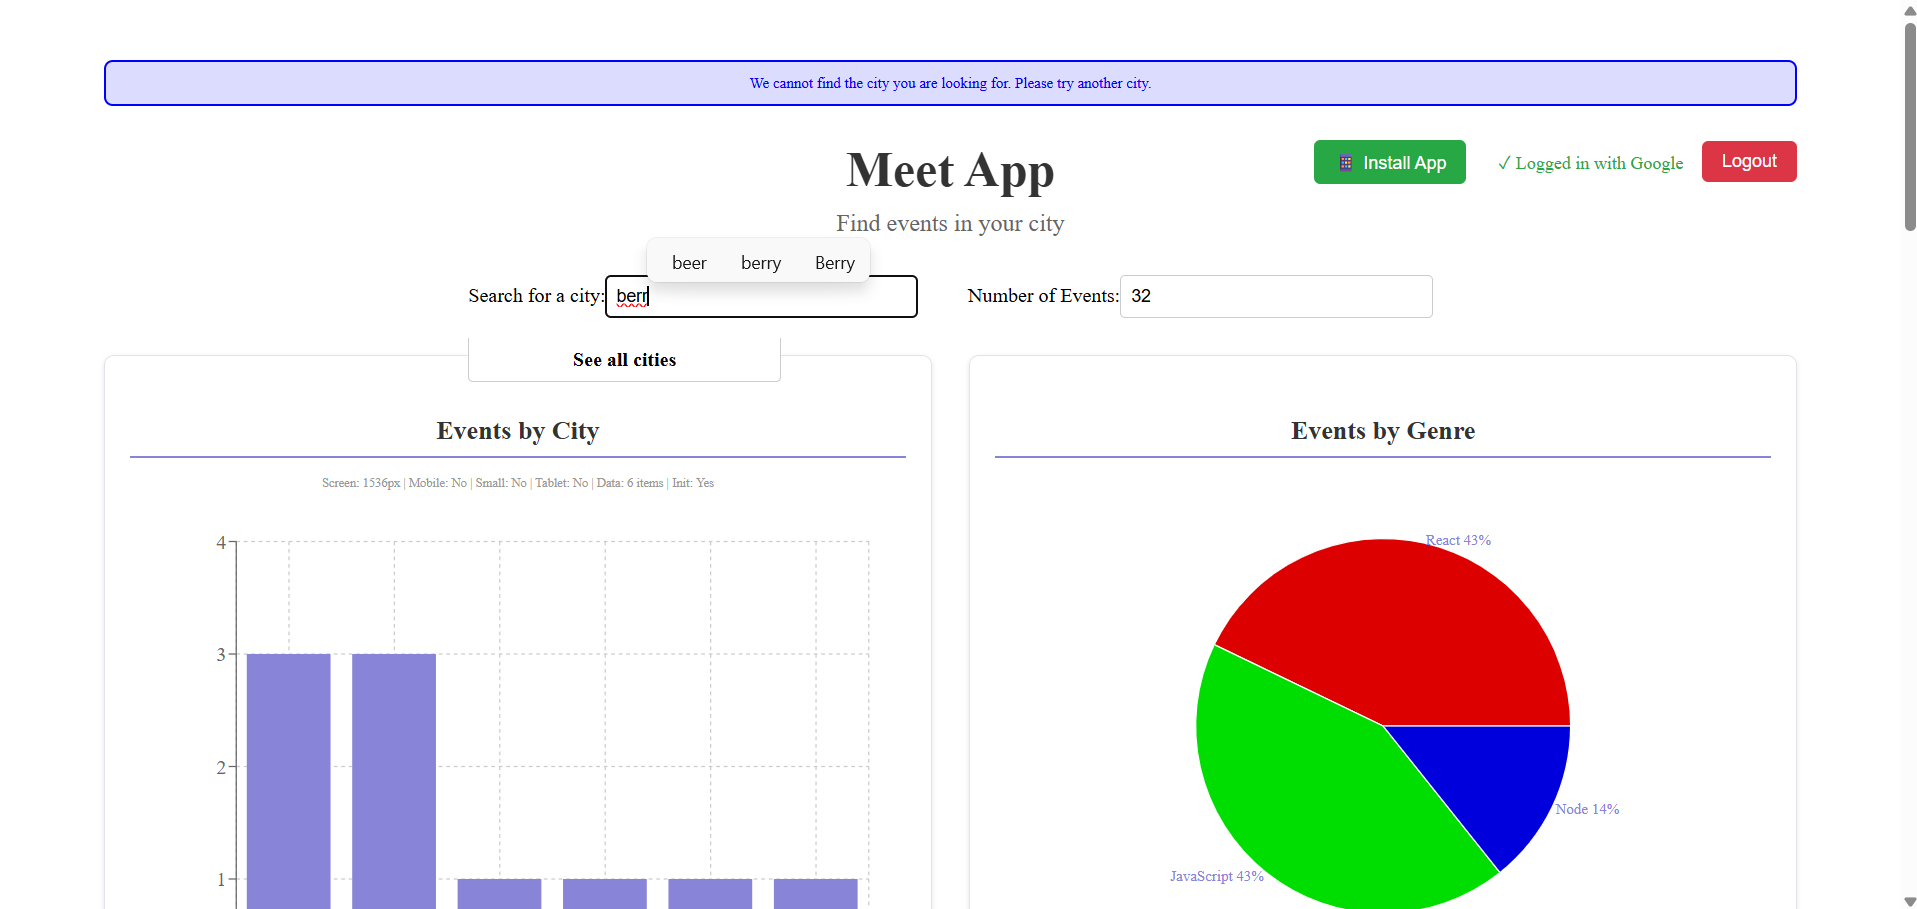 We cannot find the city you are looking for. Please try another city.
Meet App
Install App
✓ Logged in with Google
Logout
Find events in your city
beer berry Berry
Search for a city: berr
Number of Events: 32
See all cities
Events by City
Screen: 1536px | Mobile: No | Small: No | Tablet: No | Data: 6 items | Init: Yes
4
3
2
1
Events by Genre
React 43%
Node 14%
JavaScript 43%